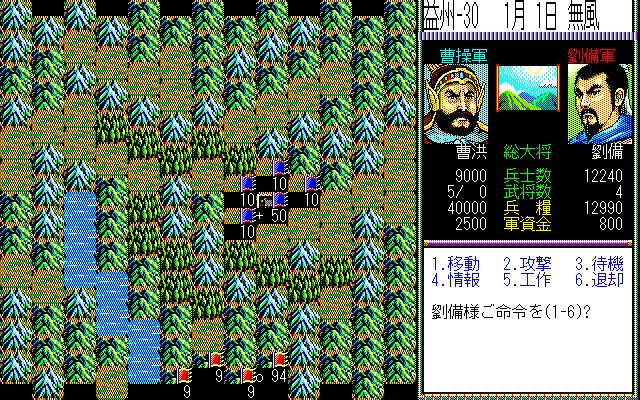 益州-30 1月 1日 無風
曹操軍 劉備軍
曹洪 総大将 劉備
9000 兵士数 12240
5/ 0 武将数 4
40000 兵 糧 12990
2500 軍資金 800
1.移動 2.攻撃 3.待機
4.情報 5.工作 6.退却
劉備様ご命令を(1-6)?
10
10 10
+ 50
10
94
9 9